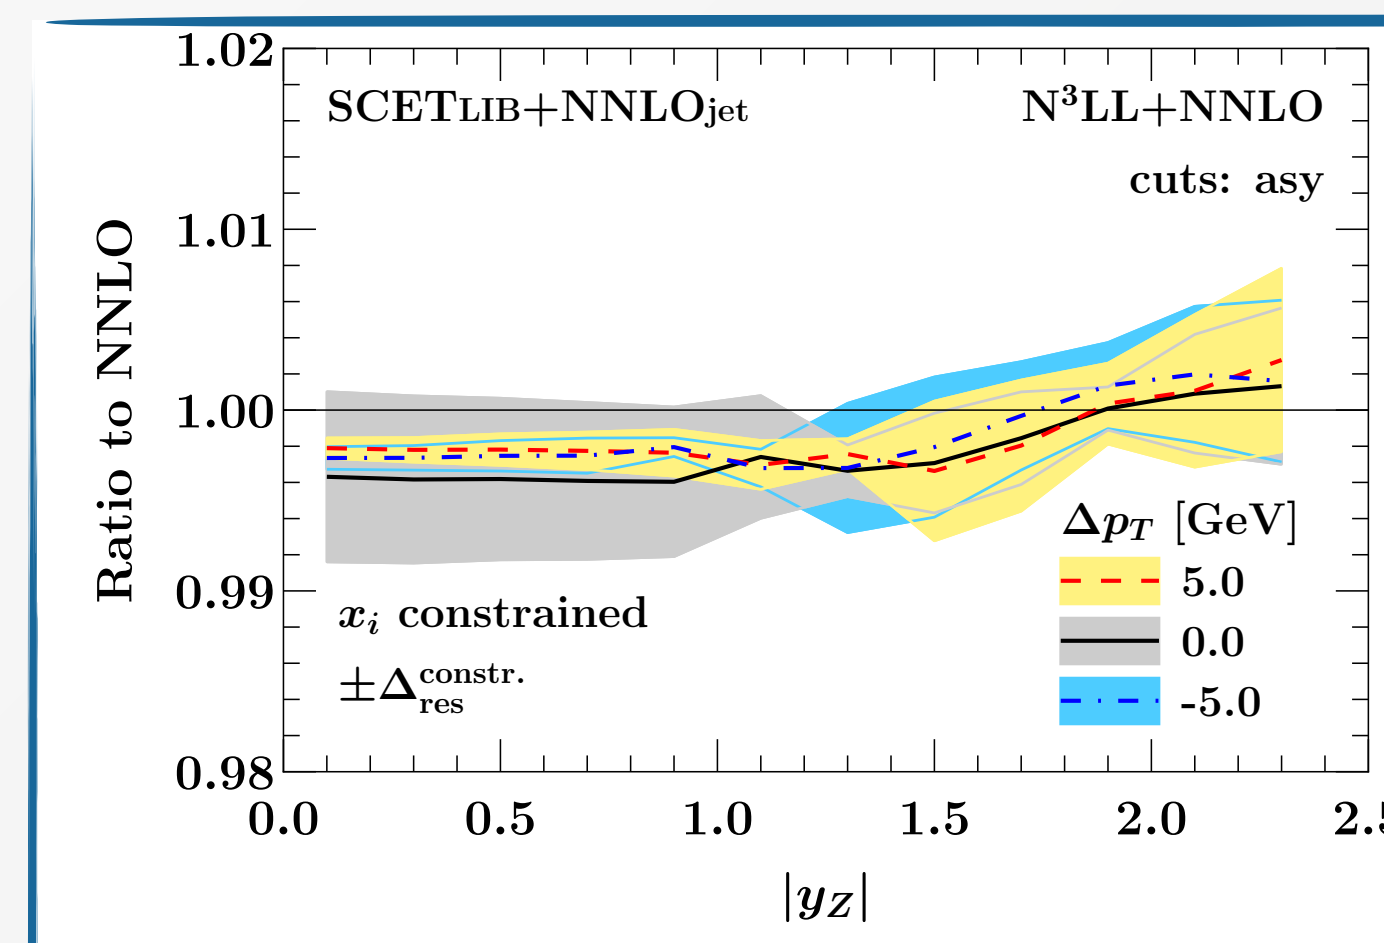 1.02
SCETLIB+NNLOjet
N³LL+NNLO
cuts: asy
1.01
Ratio to NNLO
1.00
0.99
0.98
xᵢ constrained
±Δ_res^constr.
Δp_T [GeV]
5.0
0.0
-5.0
0.0 0.5 1.0 1.5 2.0 2.
|y_Z|